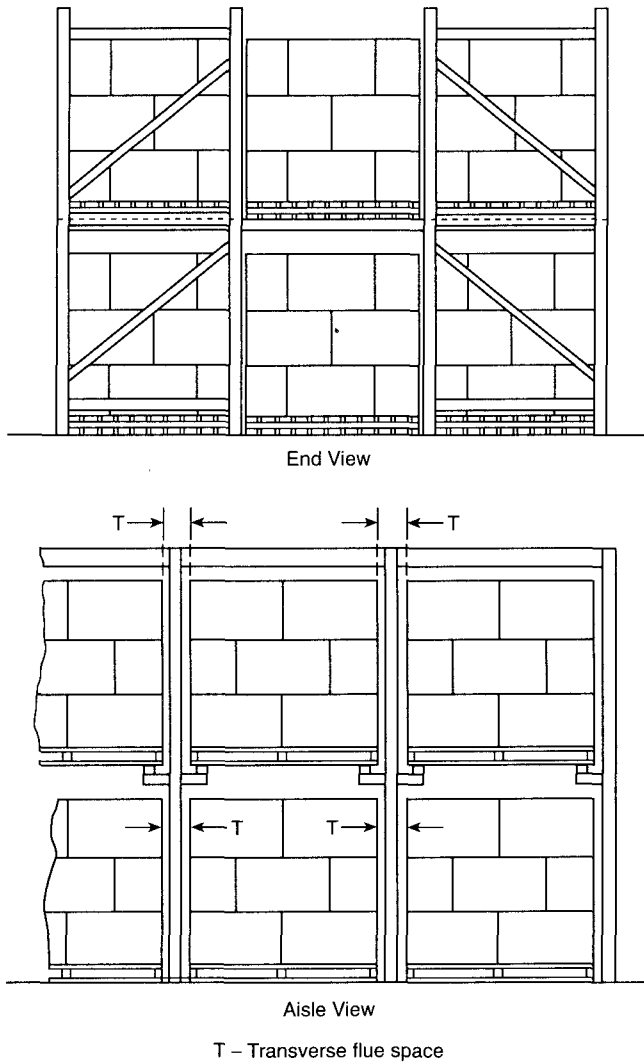 End View
T T
T T
Aisle View
T – Transverse flue space